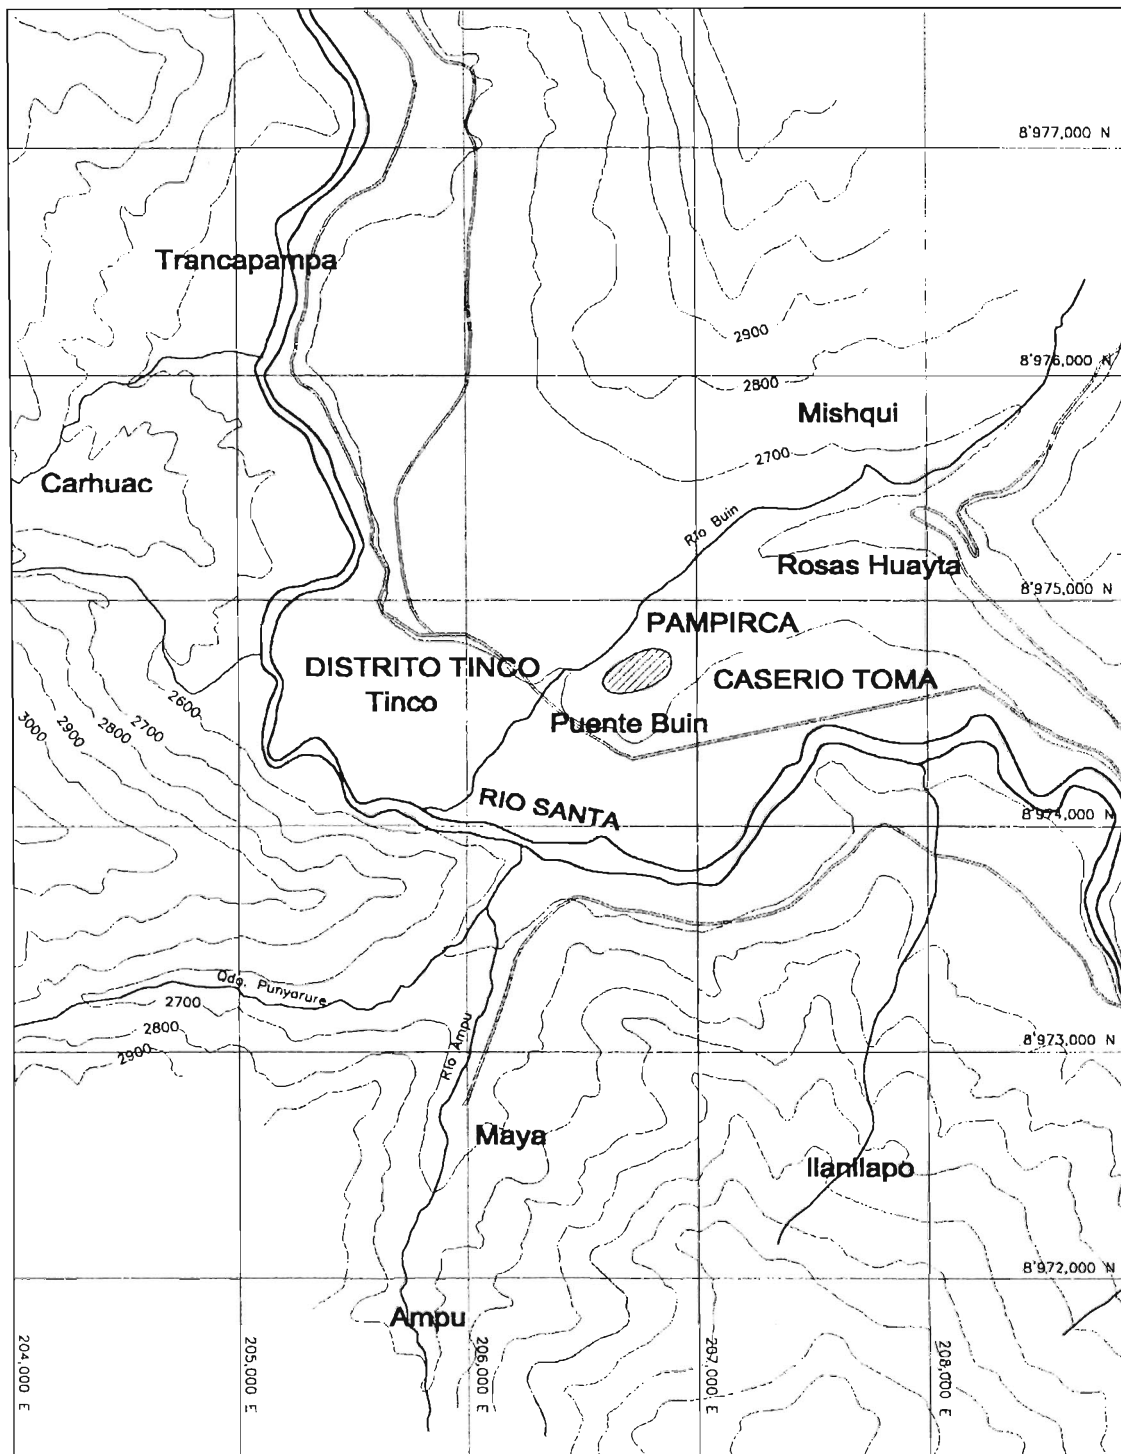 8'977,000 N
Trancapampa
2900
8'976,000 N
2800
Mishqui
2700
Carhuac
Río Buin
Rosas Huayta
8'975,000 N
PAMPIRCA
DISTRITO TINCO
Tinco
CASERIO TOMA
2600
2700
2800
2900
3000
Puente Buin
RIO SANTA
8'974,000 N
Qda. Punyarure
2700
2800
2900
Río Ampu
8'973,000 N
Maya
Ilanllapo
8'972,000 N
Ampu
204,000 E
205,000 E
206,000 E
207,000 E
208,000 E